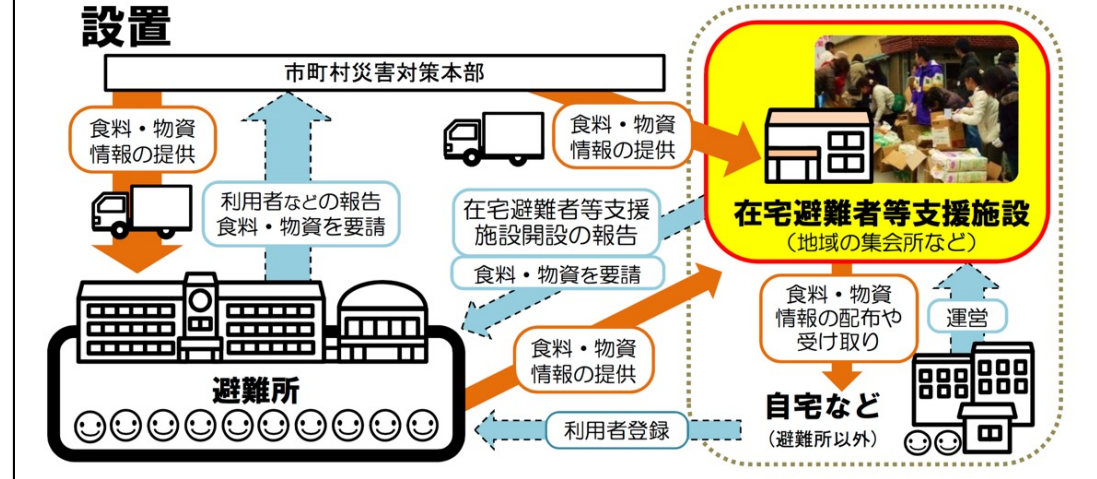 設置
市町村災害対策本部
食料・物資
情報の提供
利用者などの報告
食料・物資を要請
食料・物資
情報の提供
在宅避難者等支援
施設開設の報告
食料・物資を要請
在宅避難者等支援施設
(地域の集会所など)
食料・物資
情報の提供
食料・物資
情報の配布や
受け取り
運営
避難所
自宅など
(避難所以外)
利用者登録